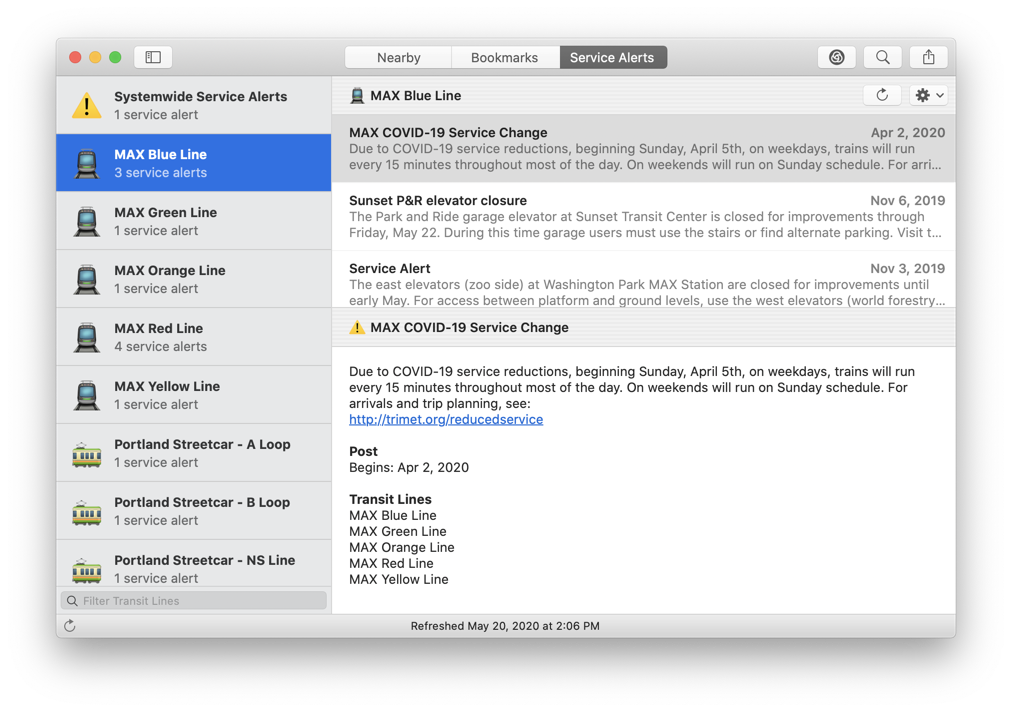 Nearby
Bookmarks
Service Alerts
Systemwide Service Alerts
1 service alert
MAX Blue Line
3 service alerts
MAX Green Line
1 service alert
MAX Orange Line
1 service alert
MAX Red Line
4 service alerts
MAX Yellow Line
1 service alert
Portland Streetcar - A Loop
1 service alert
Portland Streetcar - B Loop
1 service alert
Portland Streetcar - NS Line
1 service alert
Filter Transit Lines
MAX Blue Line
MAX COVID-19 Service Change Apr 2, 2020
Due to COVID-19 service reductions, beginning Sunday, April 5th, on weekdays, trains will run
every 15 minutes throughout most of the day. On weekends will run on Sunday schedule. For arri...
Sunset P&R elevator closure Nov 6, 2019
The Park and Ride garage elevator at Sunset Transit Center is closed for improvements through
Friday, May 22. During this time garage users must use the stairs or find alternate parking. Visit t...
Service Alert Nov 3, 2019
The east elevators (zoo side) at Washington Park MAX Station are closed for improvements until
early May. For access between platform and ground levels, use the west elevators (world forestry...
MAX COVID-19 Service Change
Due to COVID-19 service reductions, beginning Sunday, April 5th, on weekdays, trains will run
every 15 minutes throughout most of the day. On weekends will run on Sunday schedule. For
arrivals and trip planning, see:
http://trimet.org/reducedservice
Post
Begins: Apr 2, 2020
Transit Lines
MAX Blue Line
MAX Green Line
MAX Orange Line
MAX Red Line
MAX Yellow Line
Refreshed May 20, 2020 at 2:06 PM